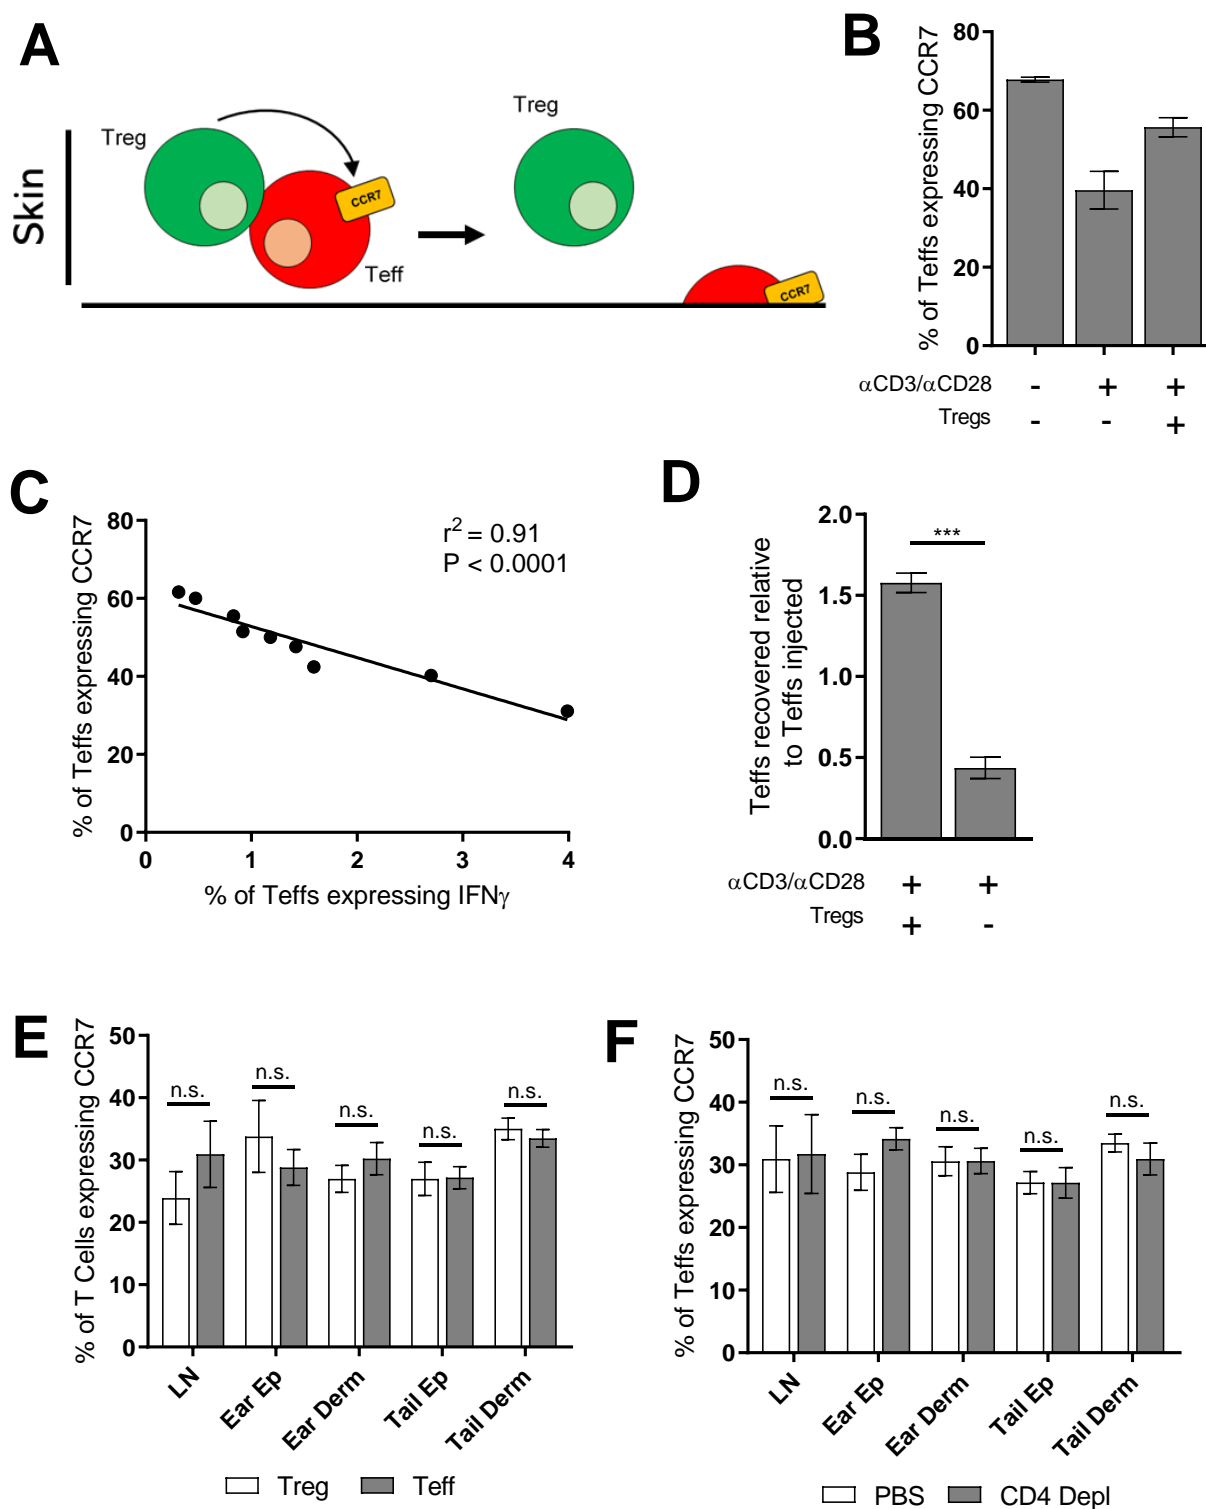 A
Skin
Treg
CCR7
Teff
Treg
CCR7
B
% of Teffs expressing CCR7
80
60
40
20
0
αCD3/αCD28 - + +
Tregs - - +
C
% of Teffs expressing CCR7
80
60
40
20
0
r² = 0.91
P < 0.0001
0 1 2 3 4
% of Teffs expressing IFNγ
D
Teffs recovered relative
to Teffs injected
2.0
1.5
1.0
0.5
0.0
***
αCD3/αCD28 + +
Tregs + -
E
% of T Cells expressing CCR7
50
40
30
20
10
0
n.s. n.s. n.s. n.s. n.s.
LN Ear Ep Ear Derm Tail Ep Tail Derm
Treg Teff
F
% of Teffs expressing CCR7
50
40
30
20
10
0
n.s. n.s. n.s. n.s. n.s.
LN Ear Ep Ear Derm Tail Ep Tail Derm
PBS CD4 Depl